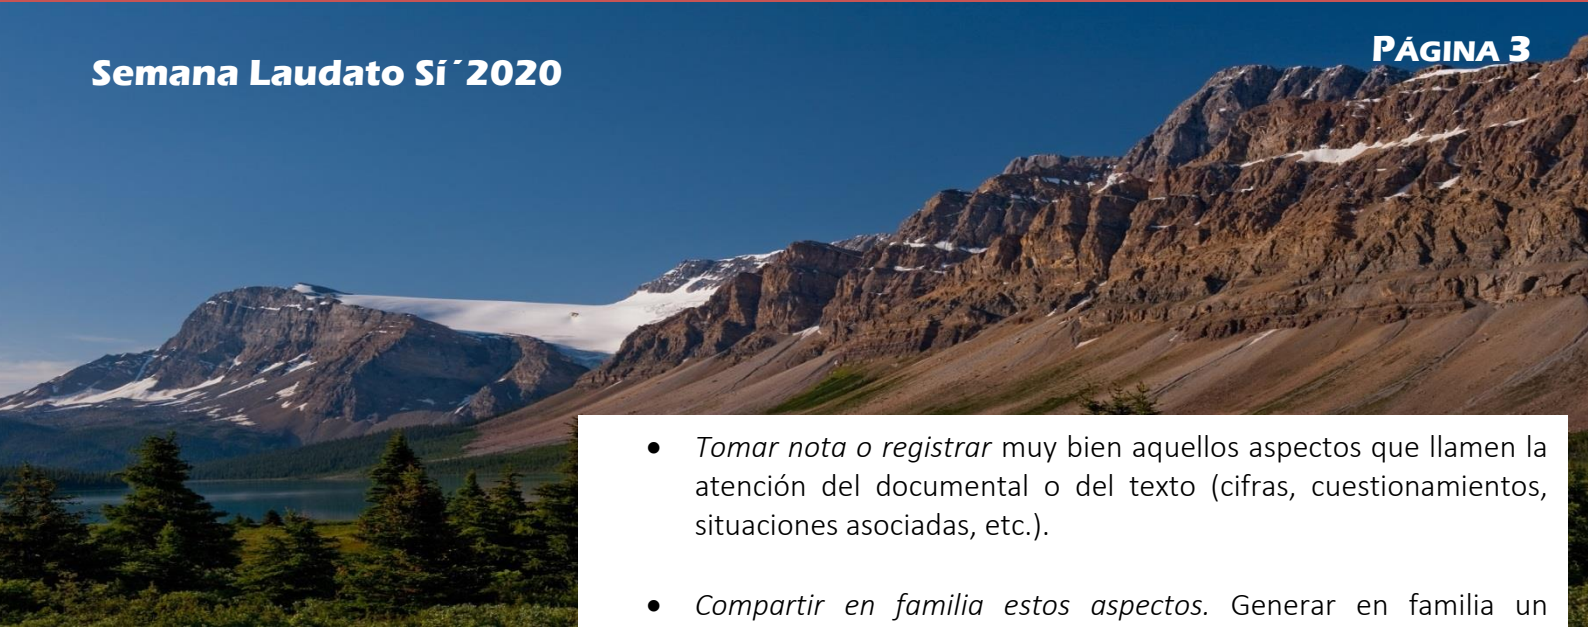 Semana Laudato Sí´2020
PÁGINA 3
• Tomar nota o registrar muy bien aquellos aspectos que llamen la
atención del documental o del texto (cifras, cuestionamientos,
situaciones asociadas, etc.).
• Compartir en familia estos aspectos. Generar en familia un